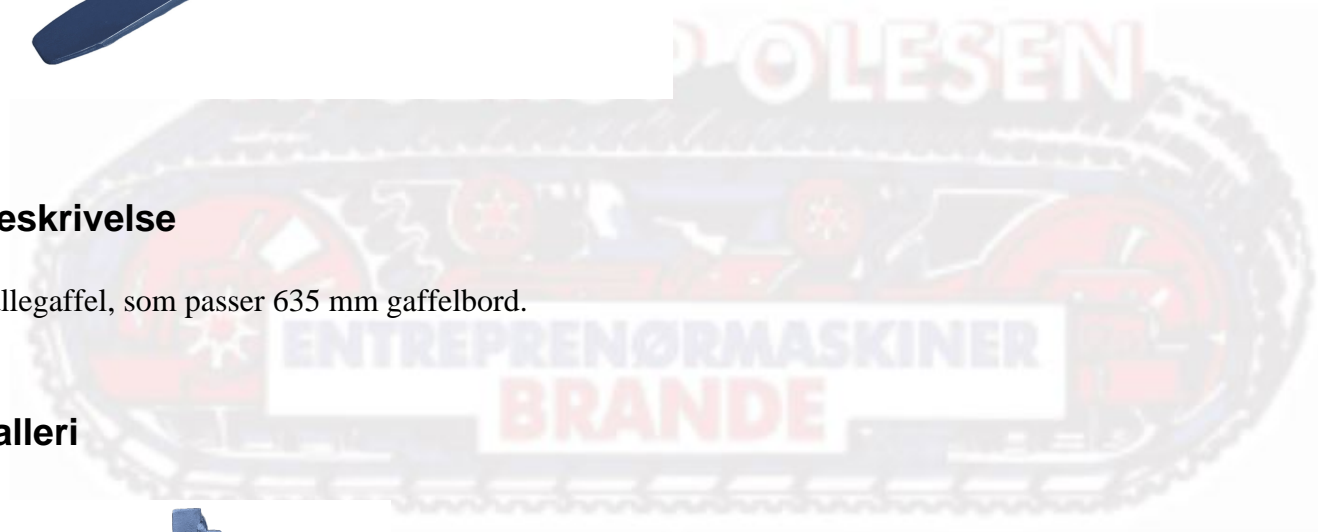 P OLESEN
eskrivelse
llegaffel, som passer 635 mm gaffelbord.
ENTREPRENØRMASKINER
BRANDE
alleri